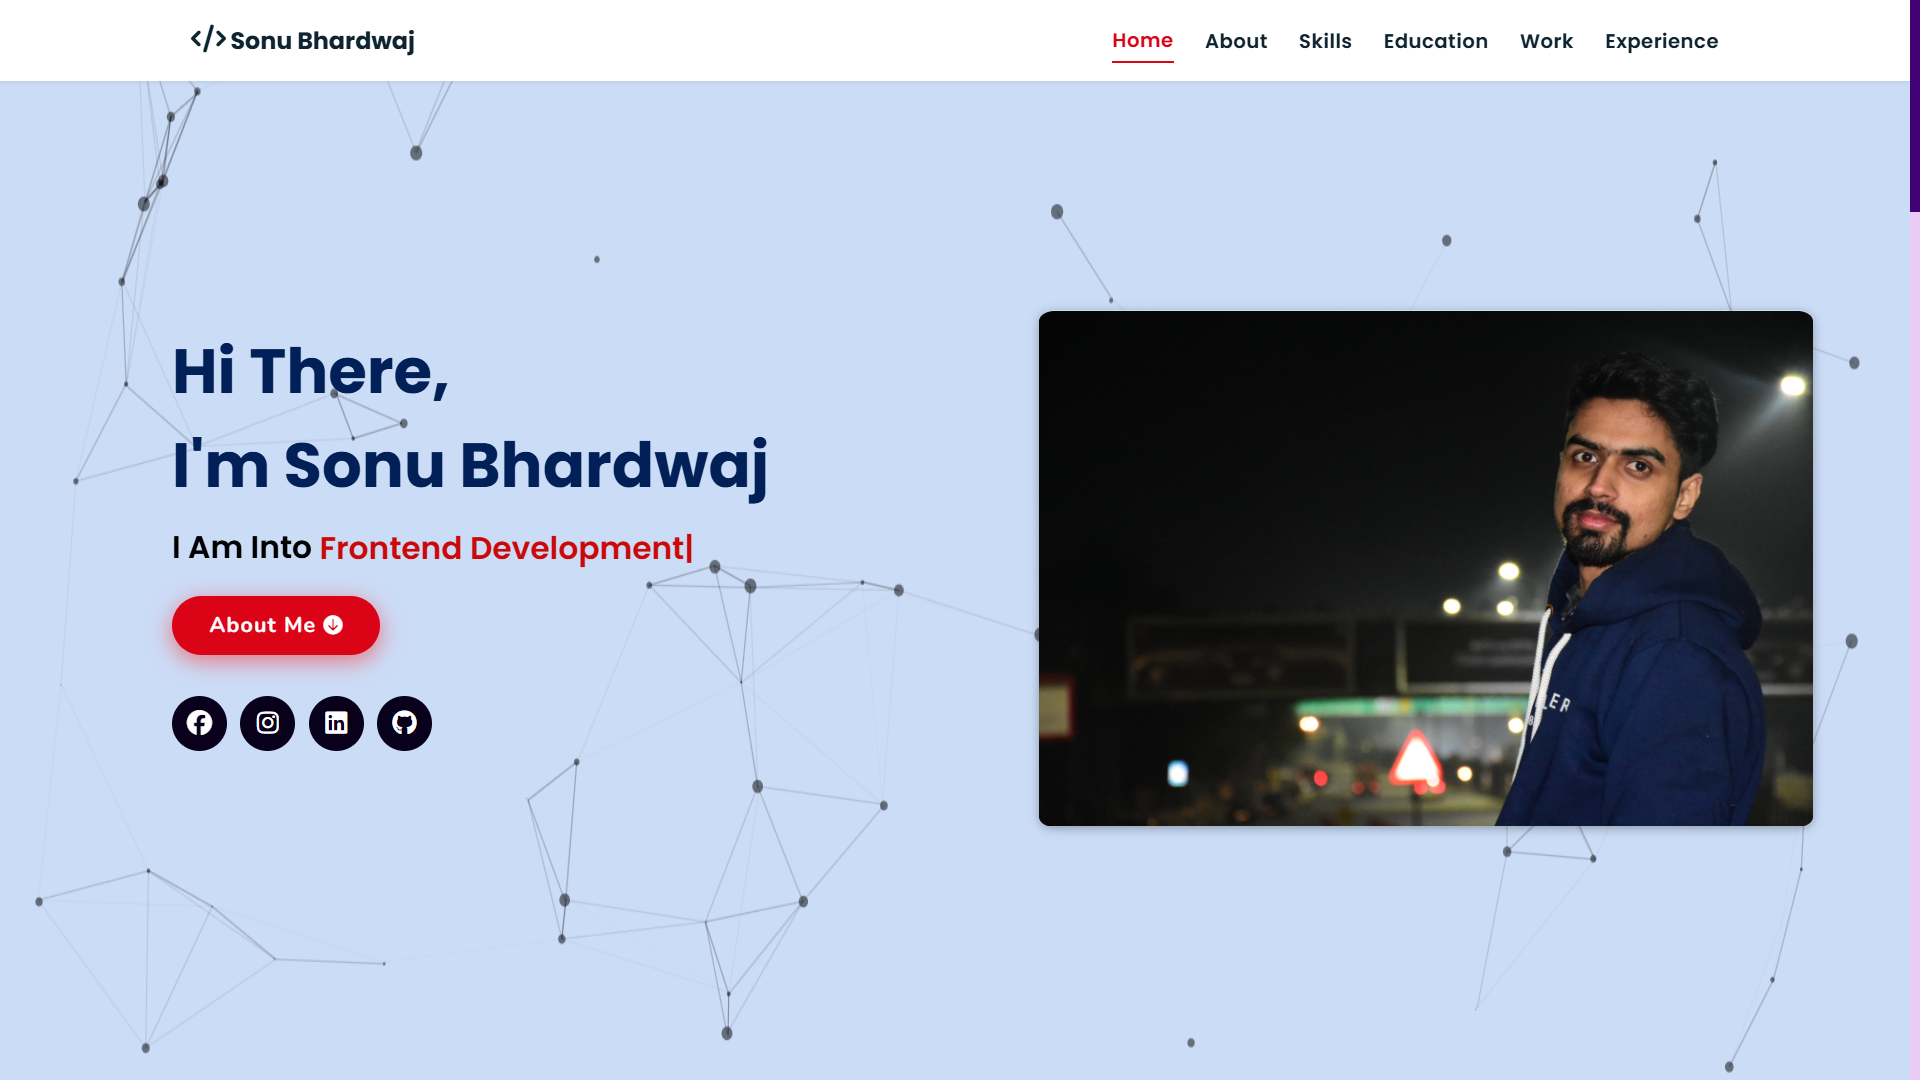 </> Sonu Bhardwaj
Home About Skills Education Work Experience
Hi There,
I'm Sonu Bhardwaj
I Am Into Frontend Development|
About Me
LER